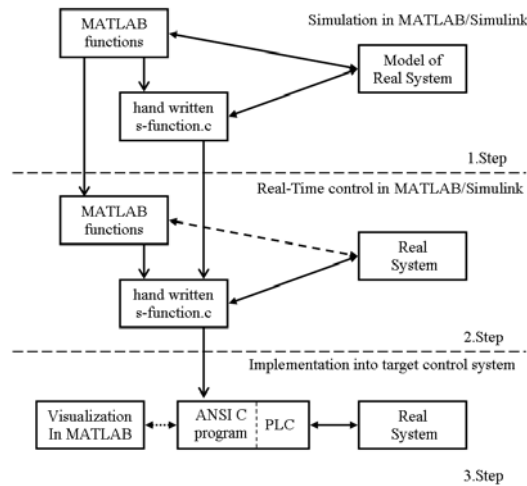 MATLAB
functions
Simulation in MATLAB/Simulink
Model of
Real System
hand written
s-function.c
1.Step
Real-Time control in MATLAB/Simulink
MATLAB
functions
Real
System
hand written
s-function.c
2.Step
Implementation into target control system
Visualization
In MATLAB
ANSI C
program
PLC
Real
System
3.Step